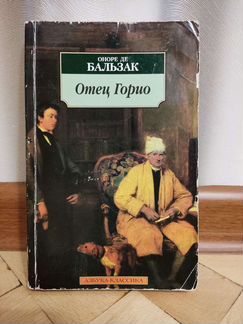 ОНОРЕ ДЕ
БАЛЬЗАК
Отец Горио
АЗБУКА-КЛАССИКА